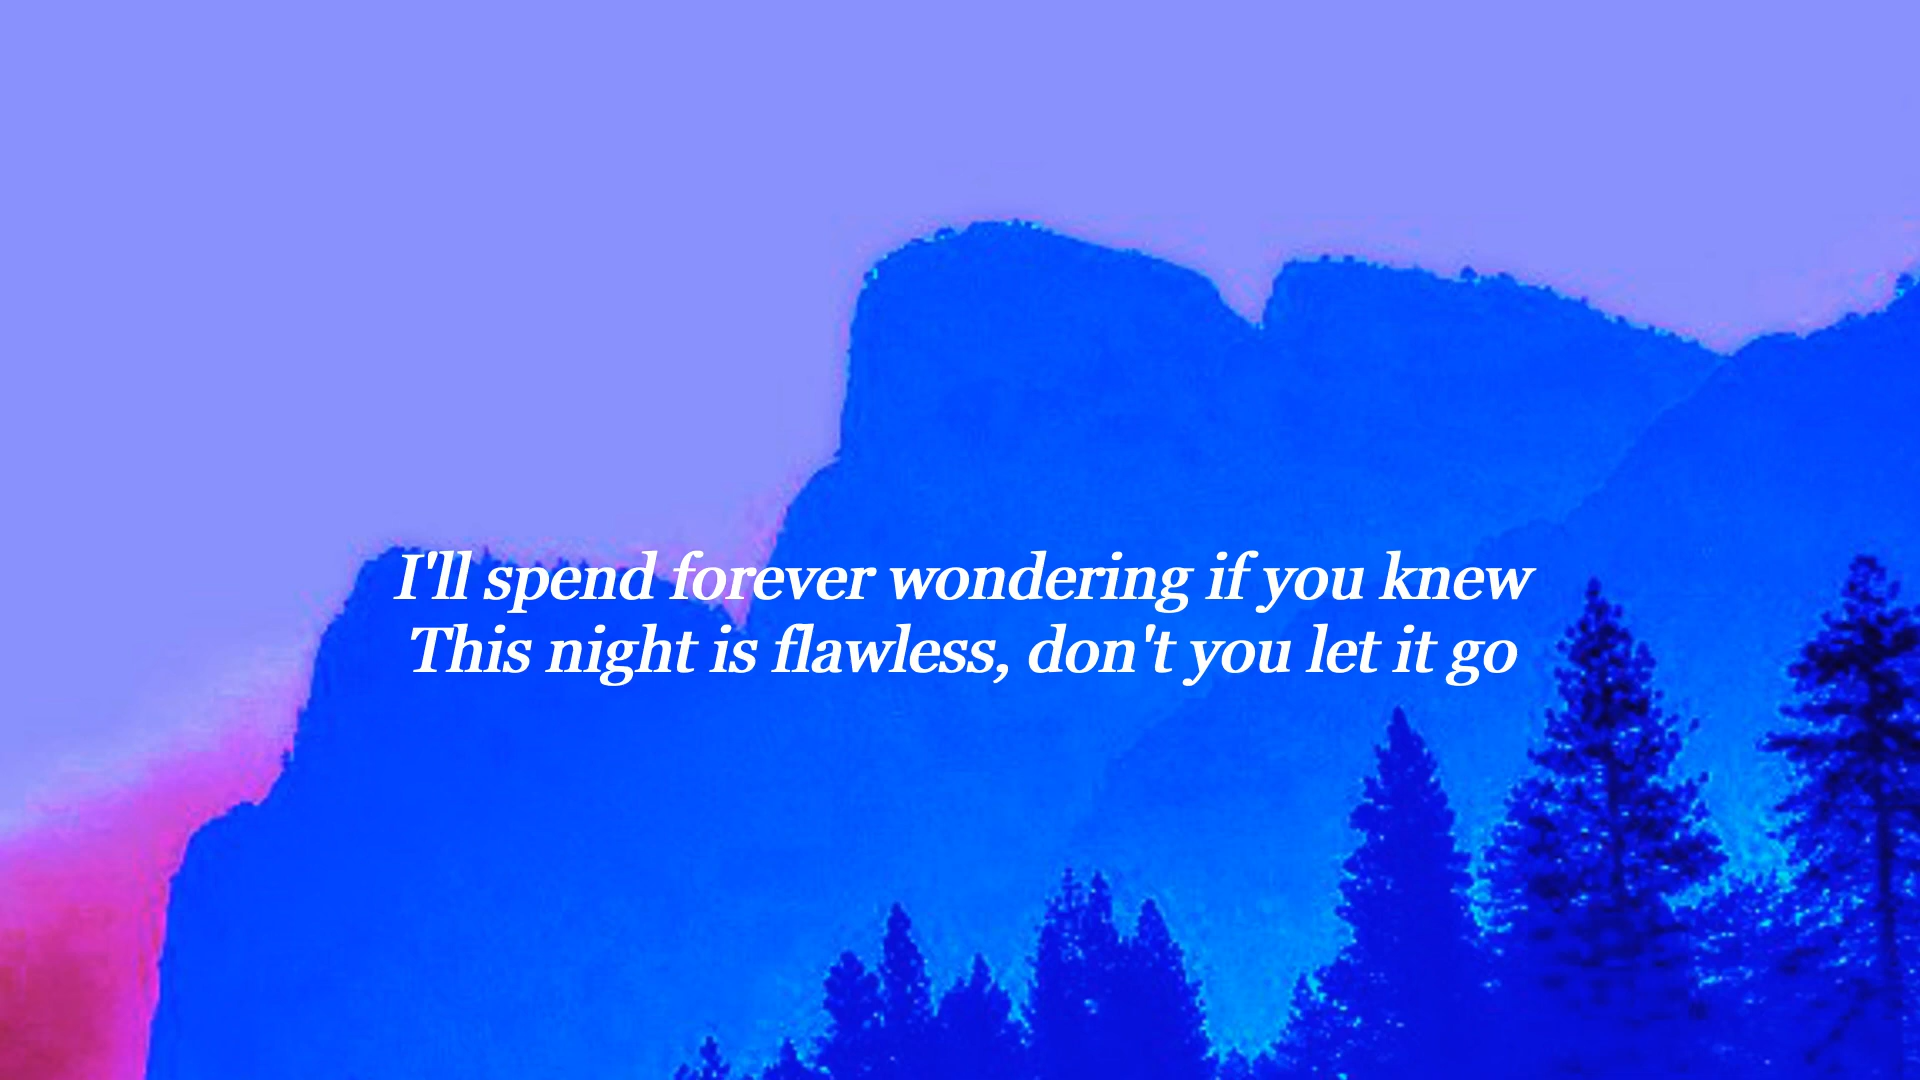 I'll spend forever wondering if you knew
This night is flawless, don't you let it go